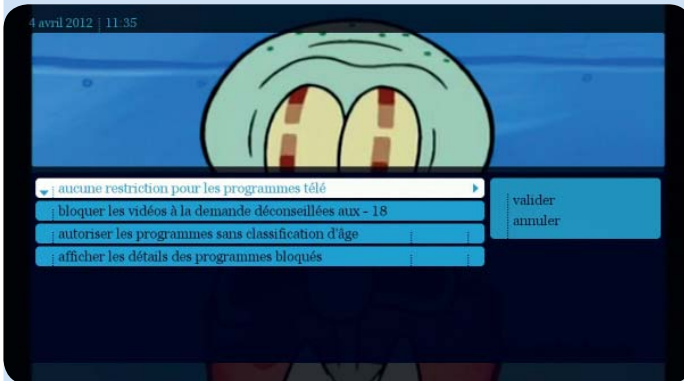 4 avril 2012 | 11:35
aucune restriction pour les programmes télé
bloquer les vidéos à la demande déconseillées aux - 18
autoriser les programmes sans classification d'âge
afficher les détails des programmes bloqués
valider
annuler